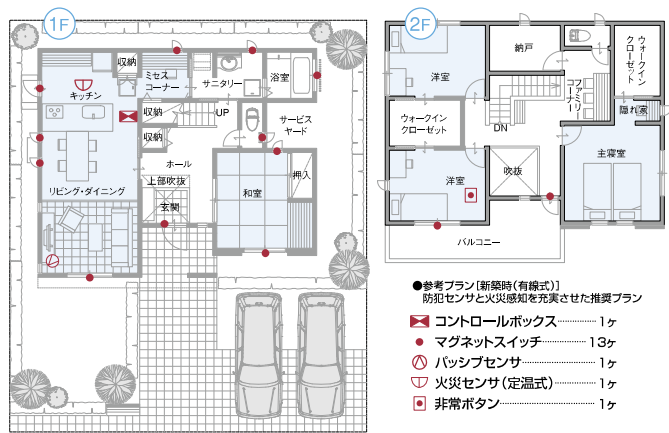 1F
収納
ミセス
コーナー
サニタリー
浴室
キッチン
収納
UP
サービス
ヤード
収納
ホール
リビング・ダイニング
上部吹抜
和室
押入
玄関
2F
納戸
ウォークイン
クローゼット
洋室
ファミリー
コーナー
ウォークイン
クローゼット
DN
隠れ家
洋室
吹抜
主寝室
バルコニー
●参考プラン[新築時(有線式)]
防犯センサと火災感知を充実させた推奨プラン
コントロールボックス………… 1ヶ
マグネットスイッチ………… 13ヶ
パッシブセンサ………… 1ヶ
火災センサ(定温式)………… 1ヶ
非常ボタン………… 1ヶ